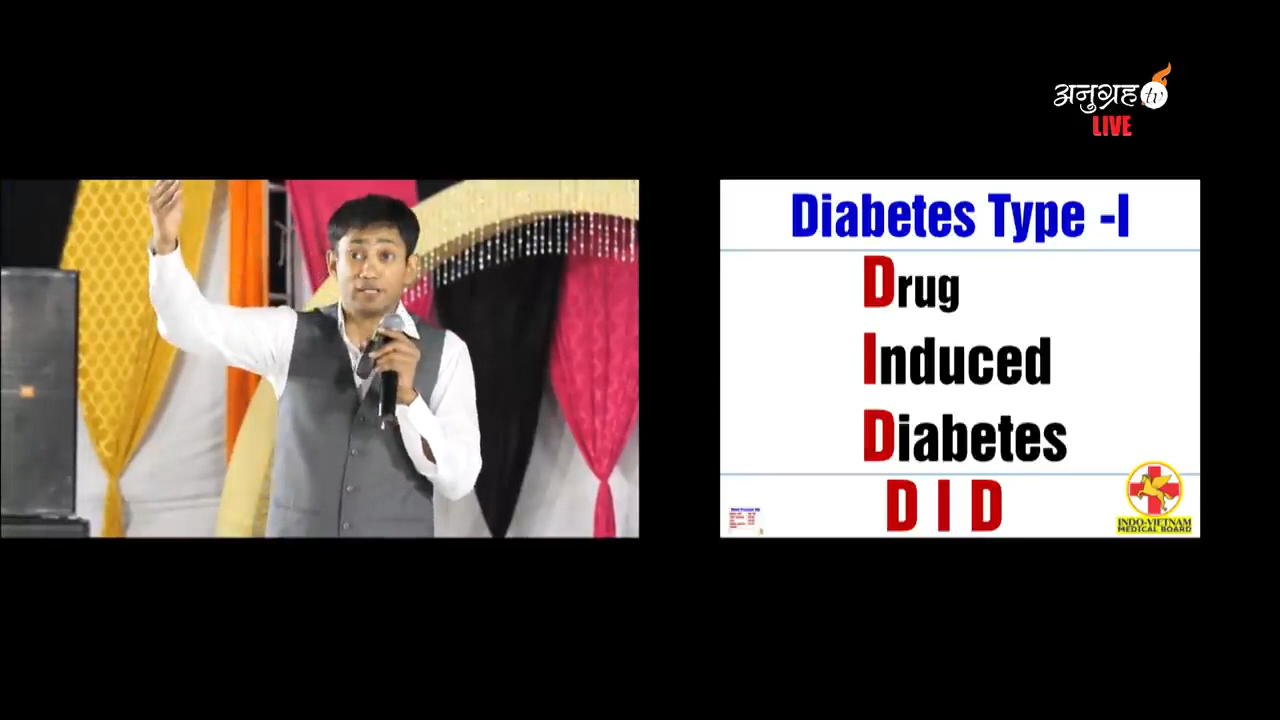 अनुग्रह tv
LIVE
Diabetes Type -I
Drug
Induced
Diabetes
D I D
INDO-VIETNAM
MEDICAL BOARD